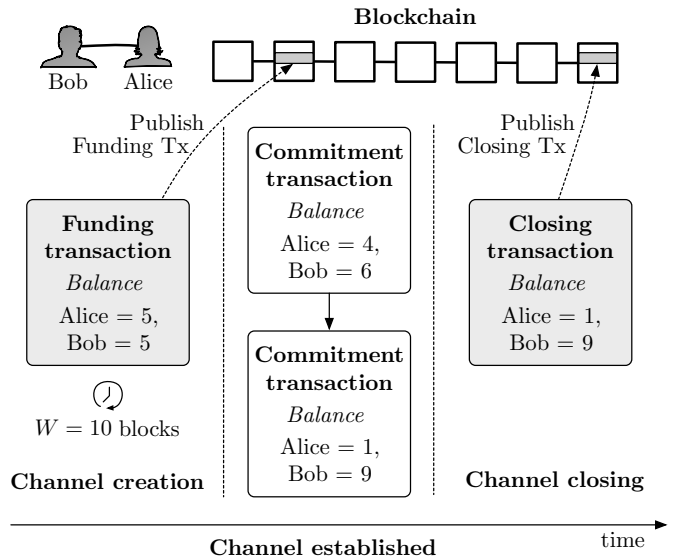 Blockchain
Bob
Alice
Publish
Funding Tx
Funding
transaction
Balance
Alice = 5,
Bob = 5
W = 10 blocks
Channel creation
Commitment
transaction
Balance
Alice = 4,
Bob = 6
Commitment
transaction
Balance
Alice = 1,
Bob = 9
Channel established
Publish
Closing Tx
Closing
transaction
Balance
Alice = 1,
Bob = 9
Channel closing
time